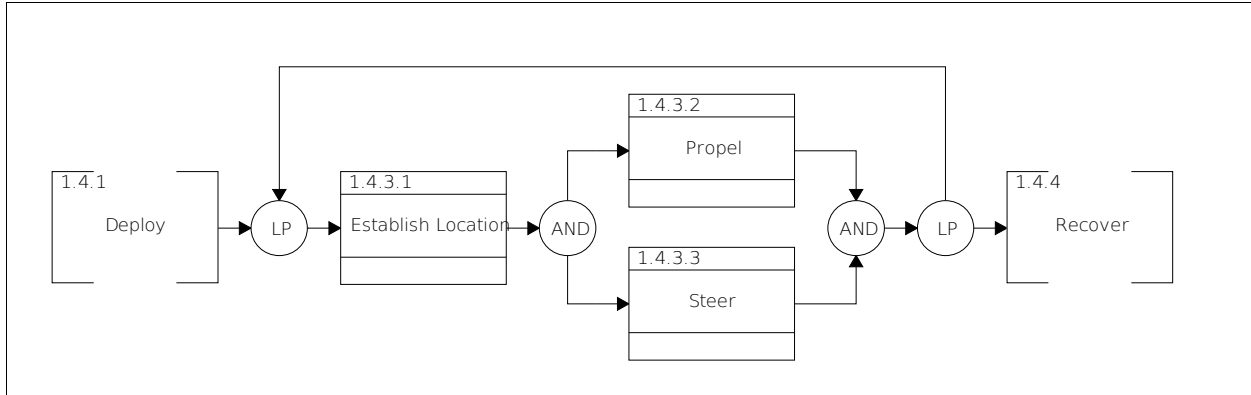 1.4.3.2
Propel
1.4.1
Deploy
LP
1.4.3.1
Establish Location
AND
1.4.3.3
Steer
AND
LP
1.4.4
Recover